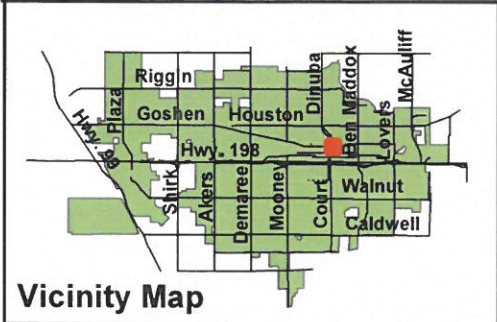 Riggin
Plaza
Goshen
Houston
Dinuba
Ben Maddox
Lovers
McAuliff
Hwy. 99
Hwy. 198
Shirk
Akers
Demaree
Mooney
Court
Walnut
Caldwell
Vicinity Map